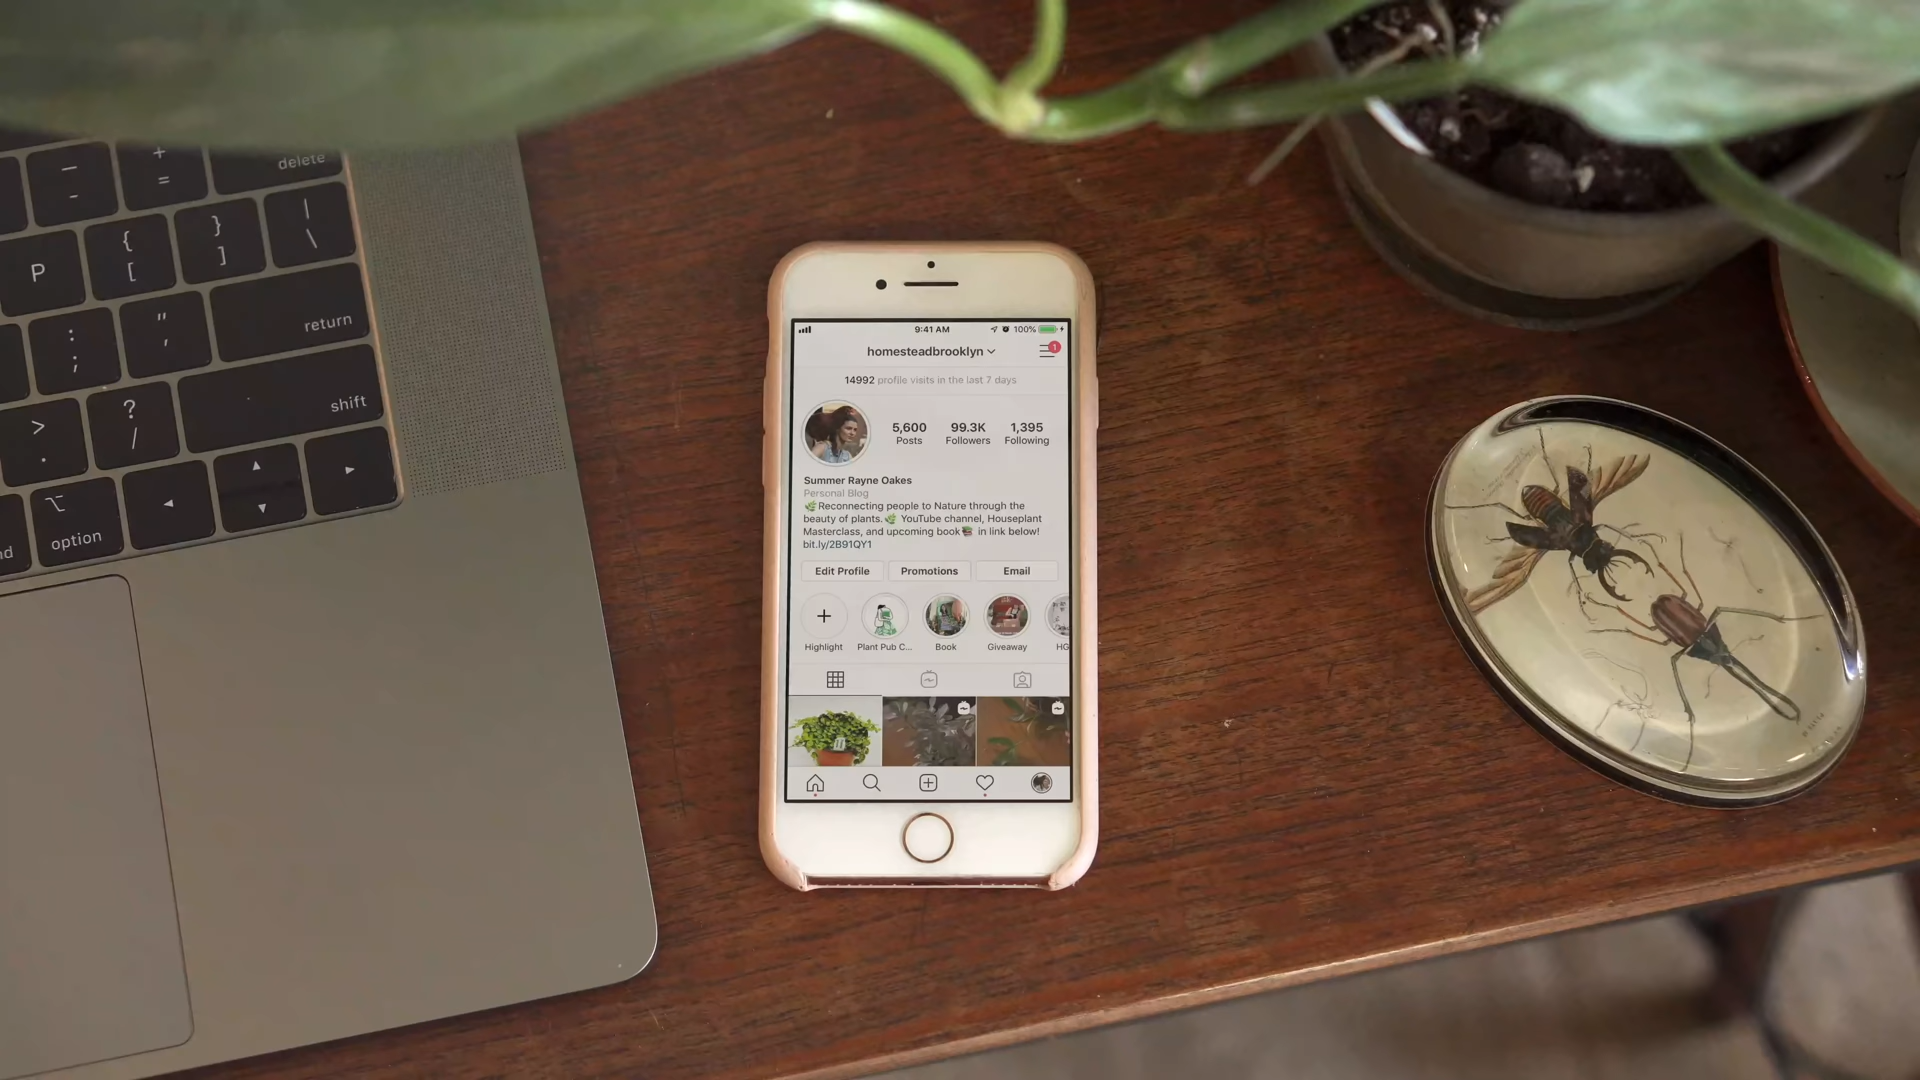 - -
+ =
delete
P
{ [
} ]
| \
: ;
" '
return
> .
? /
shift
option
9:41 AM
100%
homesteadbrooklyn
1
14992 profile visits in the last 7 days
5,600 99.3K 1,395
Posts Followers Following
Summer Rayne Oakes
Personal Blog
🌿Reconnecting people to Nature through the
beauty of plants.🌿 YouTube channel, Houseplant
Masterclass, and upcoming book📚 in link below!
bit.ly/2B91QY1
Edit Profile Promotions Email
Highlight Plant Pub C... Book Giveaway HG